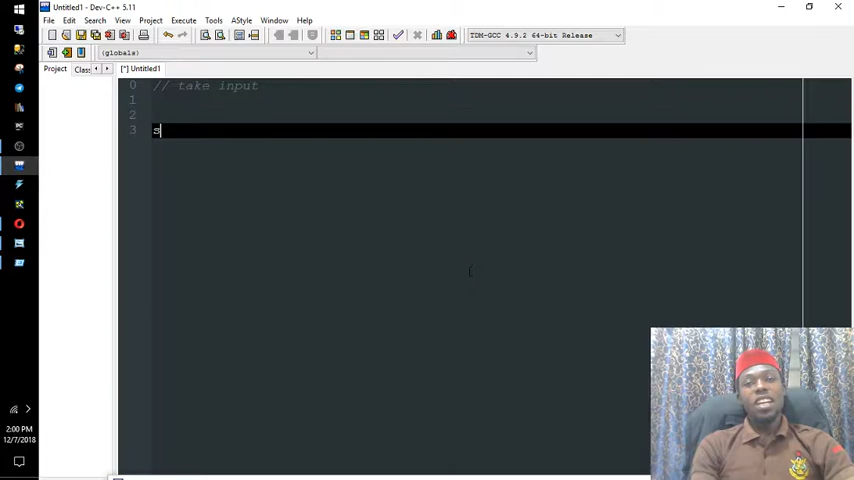 Untitled1 - Dev-C++ 5.11
File Edit Search View Project Execute Tools AStyle Window Help
TDM-GCC 4.9.2 64-bit Release
(globals)
Project Clas [*] Untitled1
0 // take input
1
2
3 s
2:00 PM
12/7/2018